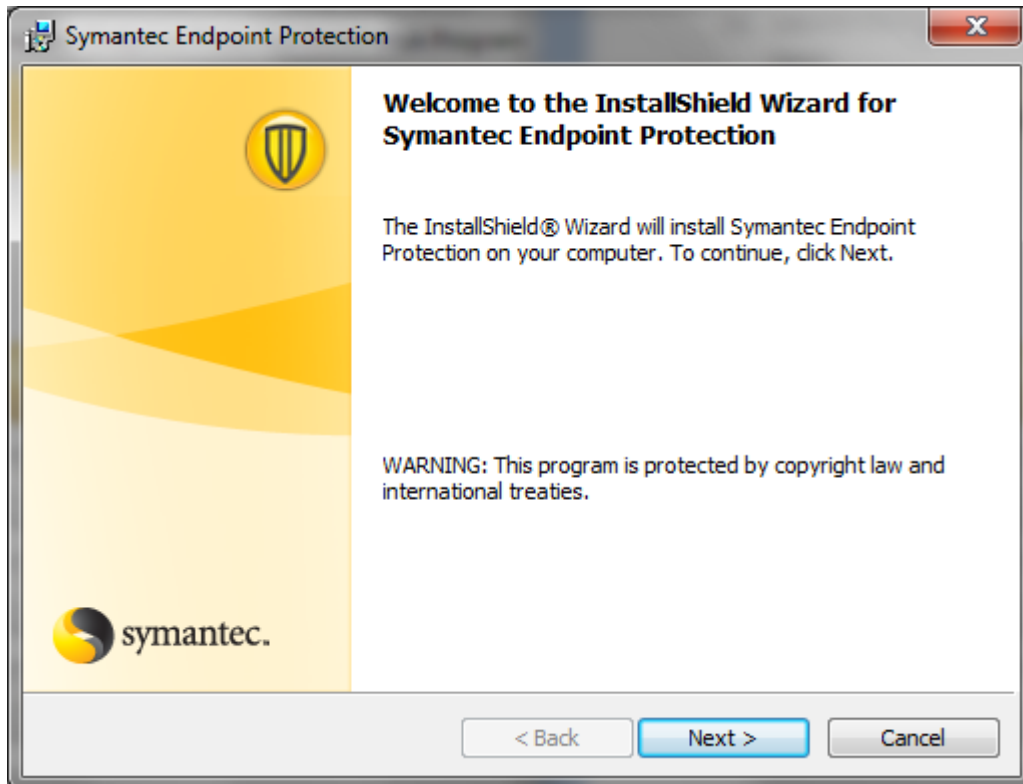 Symantec Endpoint Protection
Welcome to the InstallShield Wizard for
Symantec Endpoint Protection
The InstallShield® Wizard will install Symantec Endpoint
Protection on your computer. To continue, click Next.
WARNING: This program is protected by copyright law and
international treaties.
symantec.
< Back
Next >
Cancel